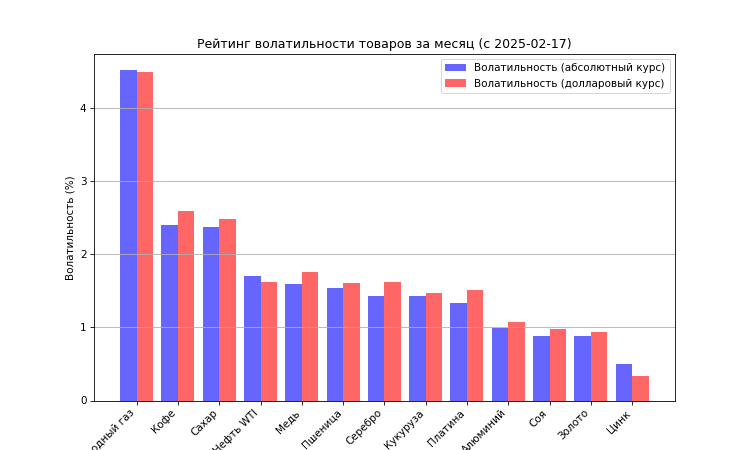 Рейтинг волатильности товаров за месяц (с 2025-02-17)
Волатильность (абсолютный курс)
Волатильность (долларовый курс)
Волатильность (%)
4
3
2
1
0
газ
Кофе
Сахар
Нефть WTI
Медь
Пшеница
Серебро
Кукуруза
Платина
Алюминий
Соя
Золото
Цинк